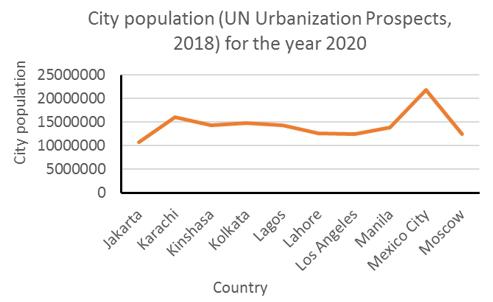 City population (UN Urbanization Prospects,
2018) for the year 2020
City population
25000000
20000000
15000000
10000000
5000000
0
Jakarta
Karachi
Kinshasa
Kolkata
Lagos
Lahore
Los Angeles
Manila
Mexico City
Moscow
Country